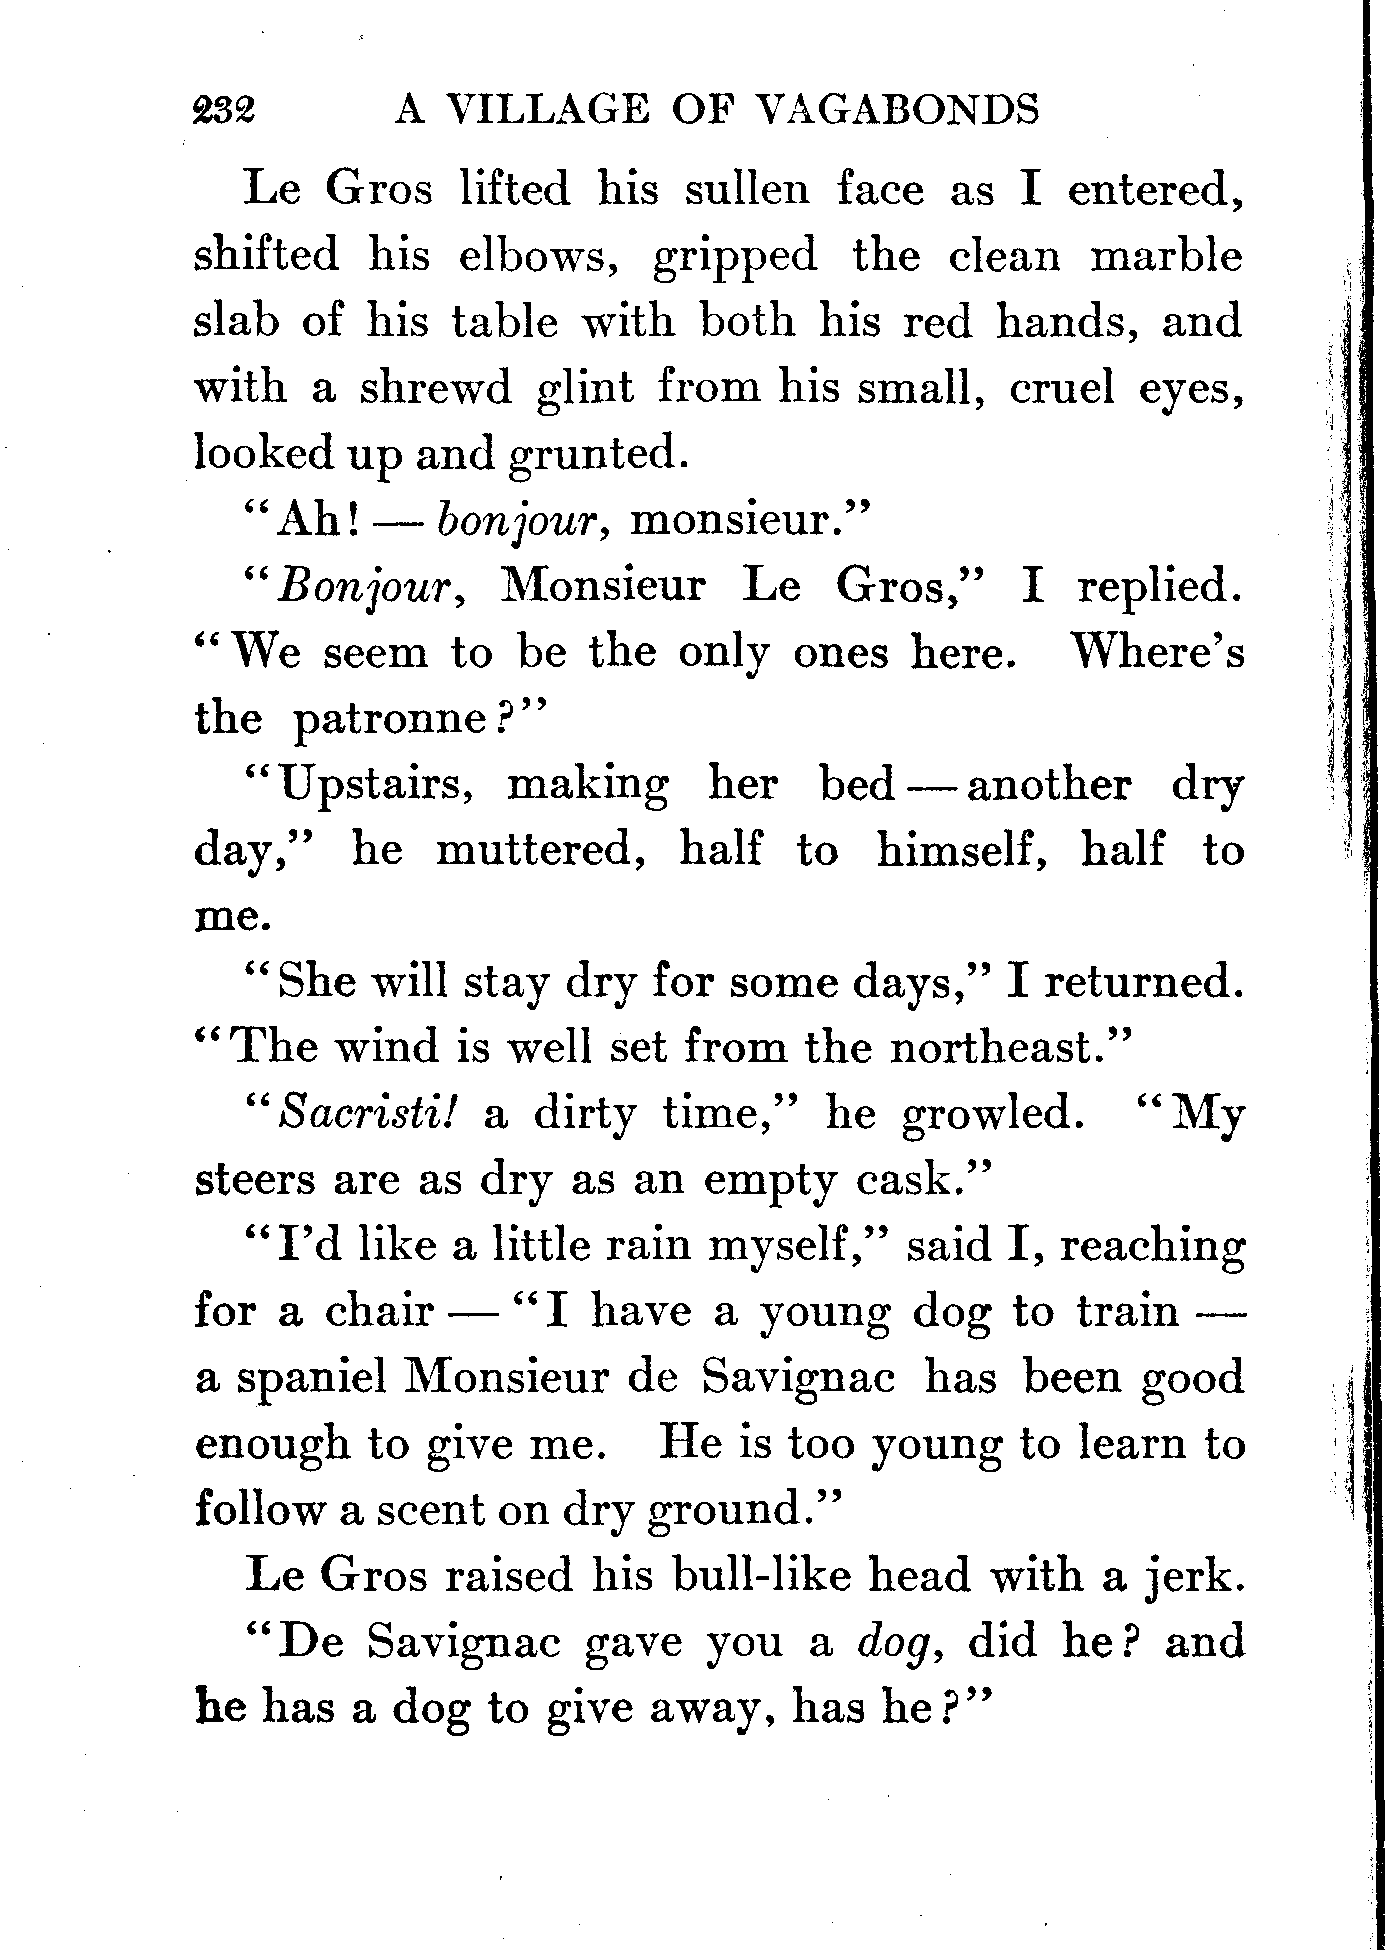 232 A VILLAGE OF VAGABONDS
Le Gros lifted his sullen face as I entered,
shifted his elbows, gripped the clean marble
slab of his table with both his red hands, and
with a shrewd glint from his small, cruel eyes,
looked up and grunted.
“Ah! — bonjour, monsieur.”
“Bonjour, Monsieur Le Gros,” I replied.
“We seem to be the only ones here. Where’s
the patronne?”
“Upstairs, making her bed — another dry
day,” he muttered, half to himself, half to
me.
“She will stay dry for some days,” I returned.
“The wind is well set from the northeast.”
“Sacristi! a dirty time,” he growled. “My
steers are as dry as an empty cask.”
“I’d like a little rain myself,” said I, reaching
for a chair — “I have a young dog to train —
a spaniel Monsieur de Savignac has been good
enough to give me. He is too young to learn to
follow a scent on dry ground.”
Le Gros raised his bull-like head with a jerk.
“De Savignac gave you a dog, did he? and
he has a dog to give away, has he?”